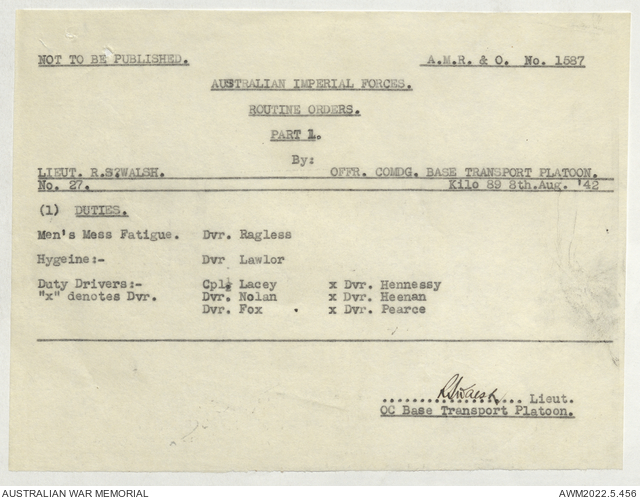 NOT TO BE PUBLISHED. A.M.R. & O. No. 1587
AUSTRALIAN IMPERIAL FORCES.
ROUTINE ORDERS.
PART 1.
By:
LIEUT. R.S.WALSH. OFFR. COMDG. BASE TRANSPORT PLATOON.
No. 27. Kilo 89 8th.Aug. '42
(1) DUTIES.
Men's Mess Fatigue. Dvr. Ragless
Hygeine:- Dvr Lawlor
Duty Drivers:- Cpl. Lacey x Dvr. Hennessy
"x" denotes Dvr. Dvr. Nolan x Dvr. Heenan
Dvr. Fox x Dvr. Pearce
RSWalsh
.................. Lieut.
OC Base Transport Platoon.
AUSTRALIAN WAR MEMORIAL AWM2022.5.456